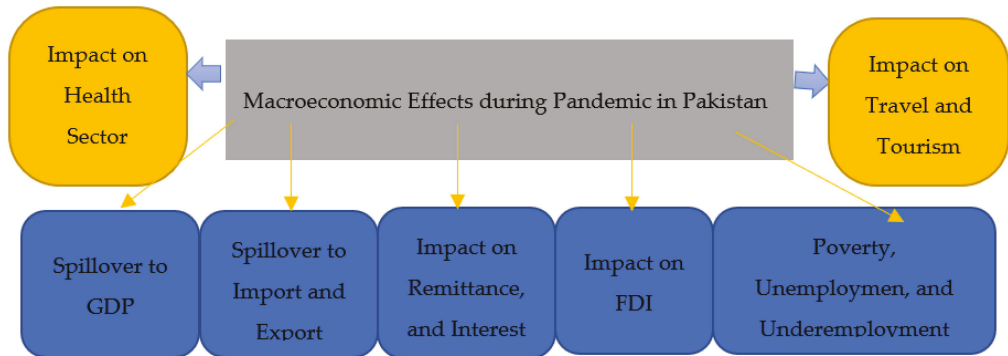 Impact on
Health
Sector
Macroeconomic Effects during Pandemic in Pakistan
Impact on
Travel and
Tourism
Spillover to
GDP
Spillover to
Import and
Export
Impact on
Remittance,
and Interest
Impact on
FDI
Poverty,
Unemploymen, and
Underemployment